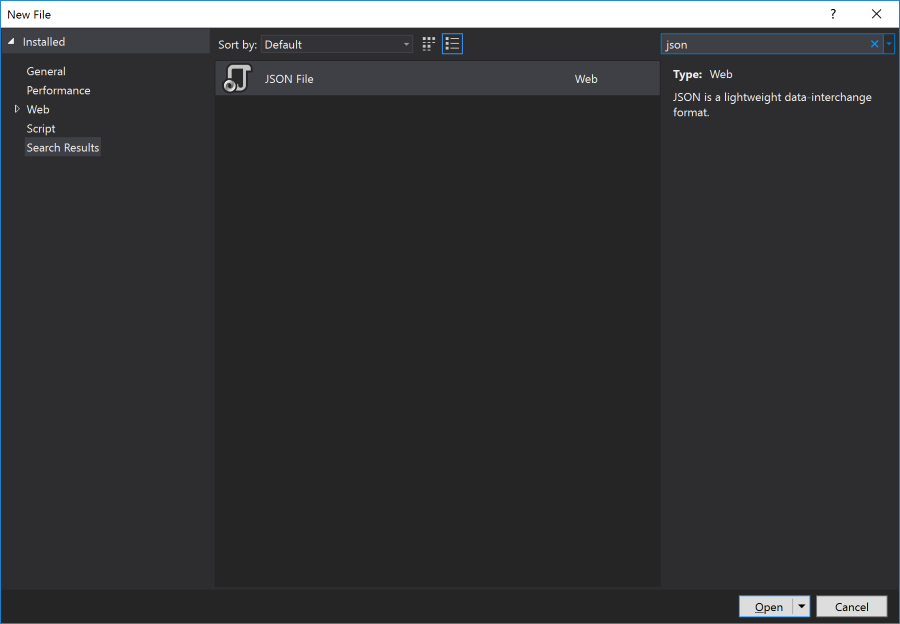 New File
?
Installed
General
Performance
Web
Script
Search Results
Sort by: Default
JSON File Web
json
Type: Web
JSON is a lightweight data-interchange
format.
Open
Cancel